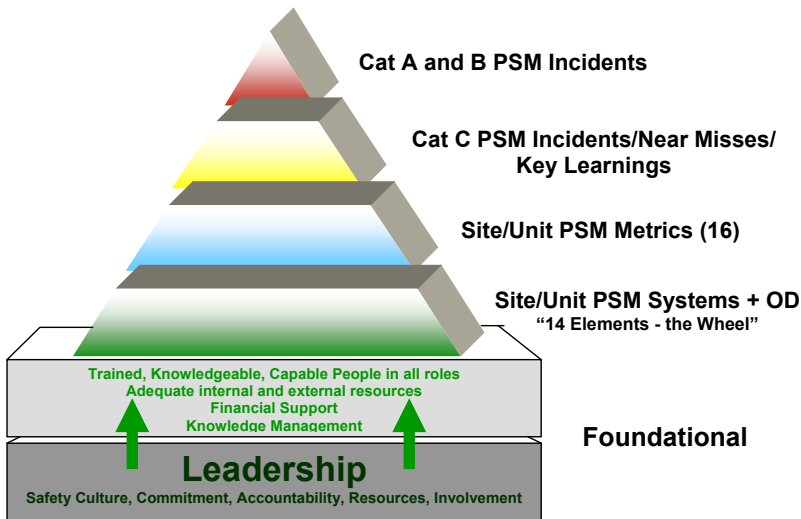 Cat A and B PSM Incidents
Cat C PSM Incidents/Near Misses/
Key Learnings
Site/Unit PSM Metrics (16)
Site/Unit PSM Systems + OD
“14 Elements - the Wheel”
Trained, Knowledgeable, Capable People in all roles
Adequate internal and external resources
Financial Support
Knowledge Management
Foundational
Leadership
Safety Culture, Commitment, Accountability, Resources, Involvement